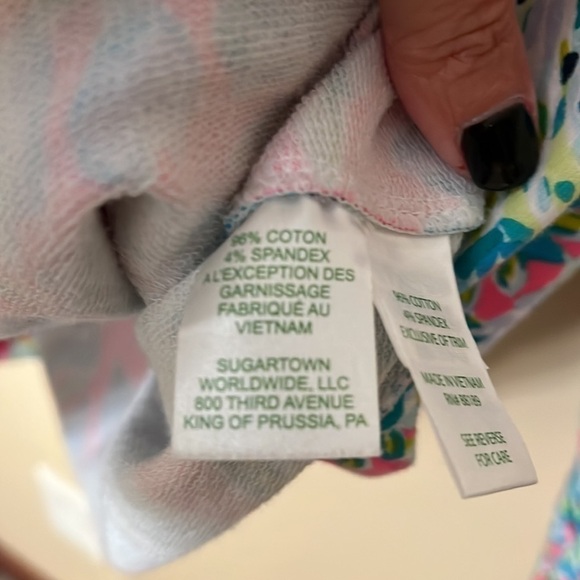 96% COTON
4% SPANDEX
A L'EXCEPTION DES
GARNISSAGE
FABRIQUÉ AU
VIETNAM
SUGARTOWN
WORLDWIDE, LLC
800 THIRD AVENUE
KING OF PRUSSIA, PA
96% COTTON
4% SPANDEX
EXCLUSIVE OF TRIM
MADE IN VIETNAM
RN#
SEE REVERSE
FOR CARE